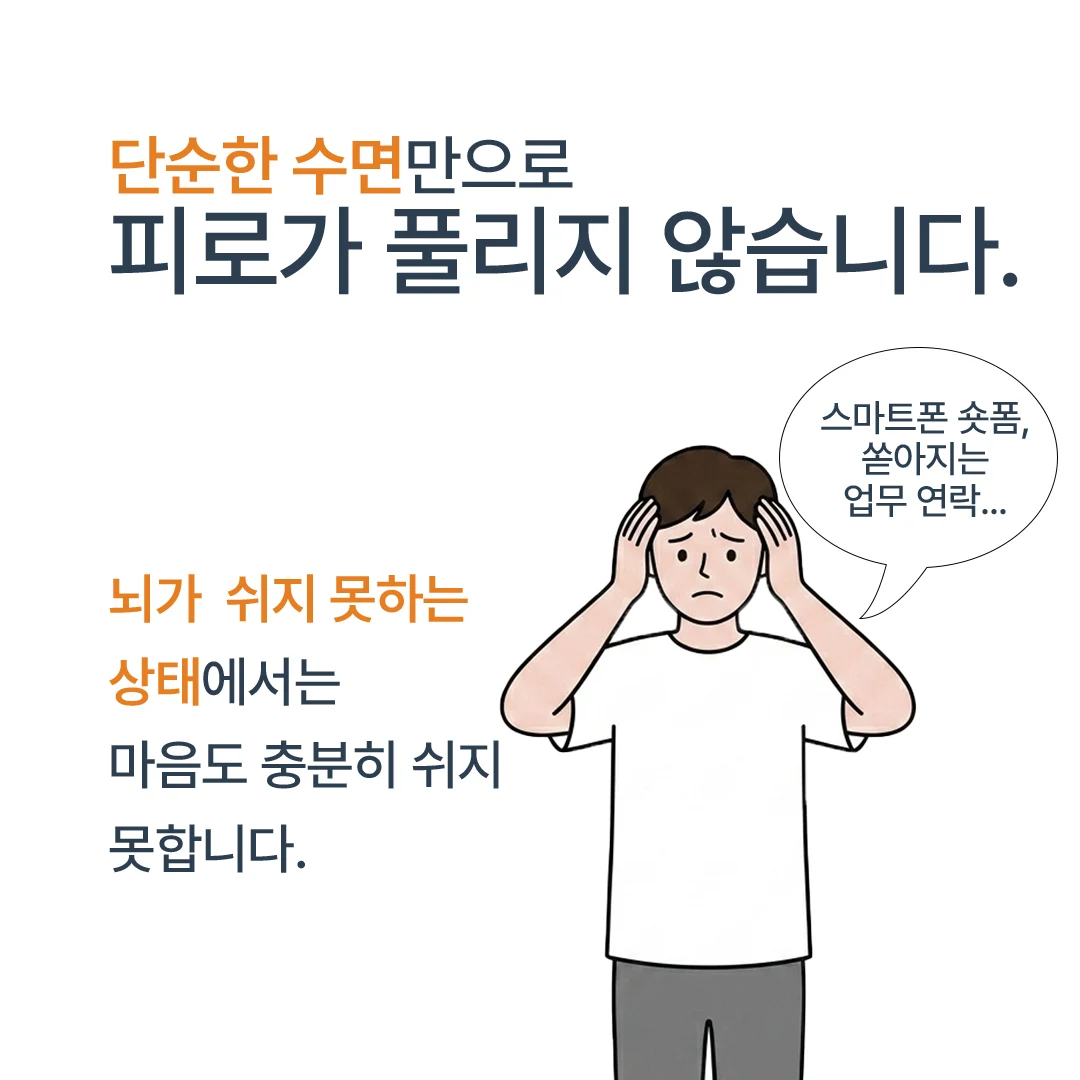 단순한 수면만으로
피로가 풀리지 않습니다.
스마트폰 숏폼,
쏟아지는
업무 연락...
뇌가 쉬지 못하는
상태에서는
마음도 충분히 쉬지
못합니다.